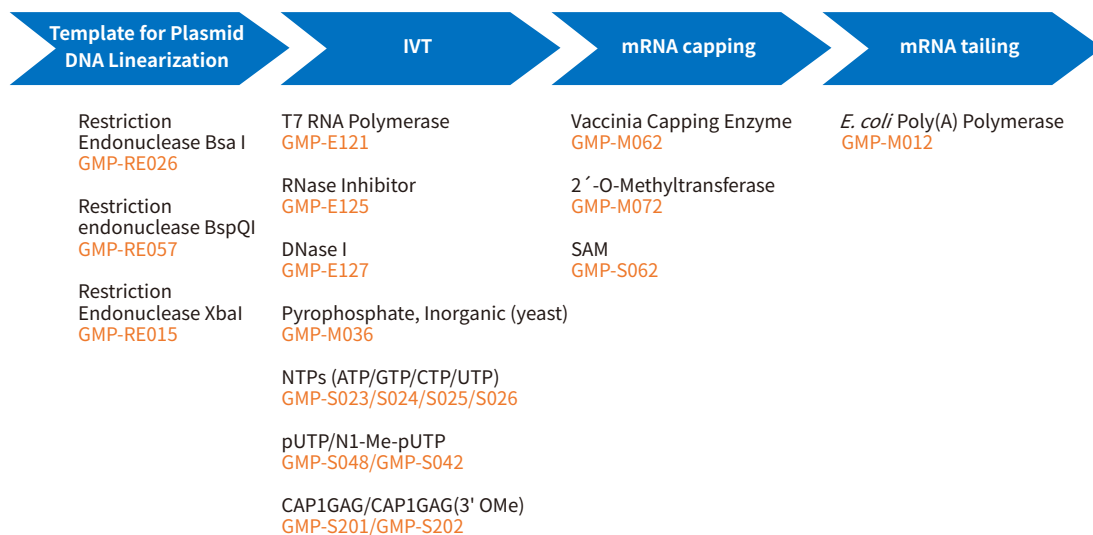 Template for Plasmid
DNA Linearization
IVT
mRNA capping
mRNA tailing
Restriction
Endonuclease Bsa I
GMP-RE026
Restriction
endonuclease BspQI
GMP-RE057
Restriction
Endonuclease XbaI
GMP-RE015
T7 RNA Polymerase
GMP-E121
RNase Inhibitor
GMP-E125
DNase I
GMP-E127
Pyrophosphate, Inorganic (yeast)
GMP-M036
NTPs (ATP/GTP/CTP/UTP)
GMP-S023/S024/S025/S026
pUTP/N1-Me-pUTP
GMP-S048/GMP-S042
CAP1GAG/CAP1GAG(3' OMe)
GMP-S201/GMP-S202
Vaccinia Capping Enzyme
GMP-M062
2´-O-Methyltransferase
GMP-M072
SAM
GMP-S062
E. coli Poly(A) Polymerase
GMP-M012